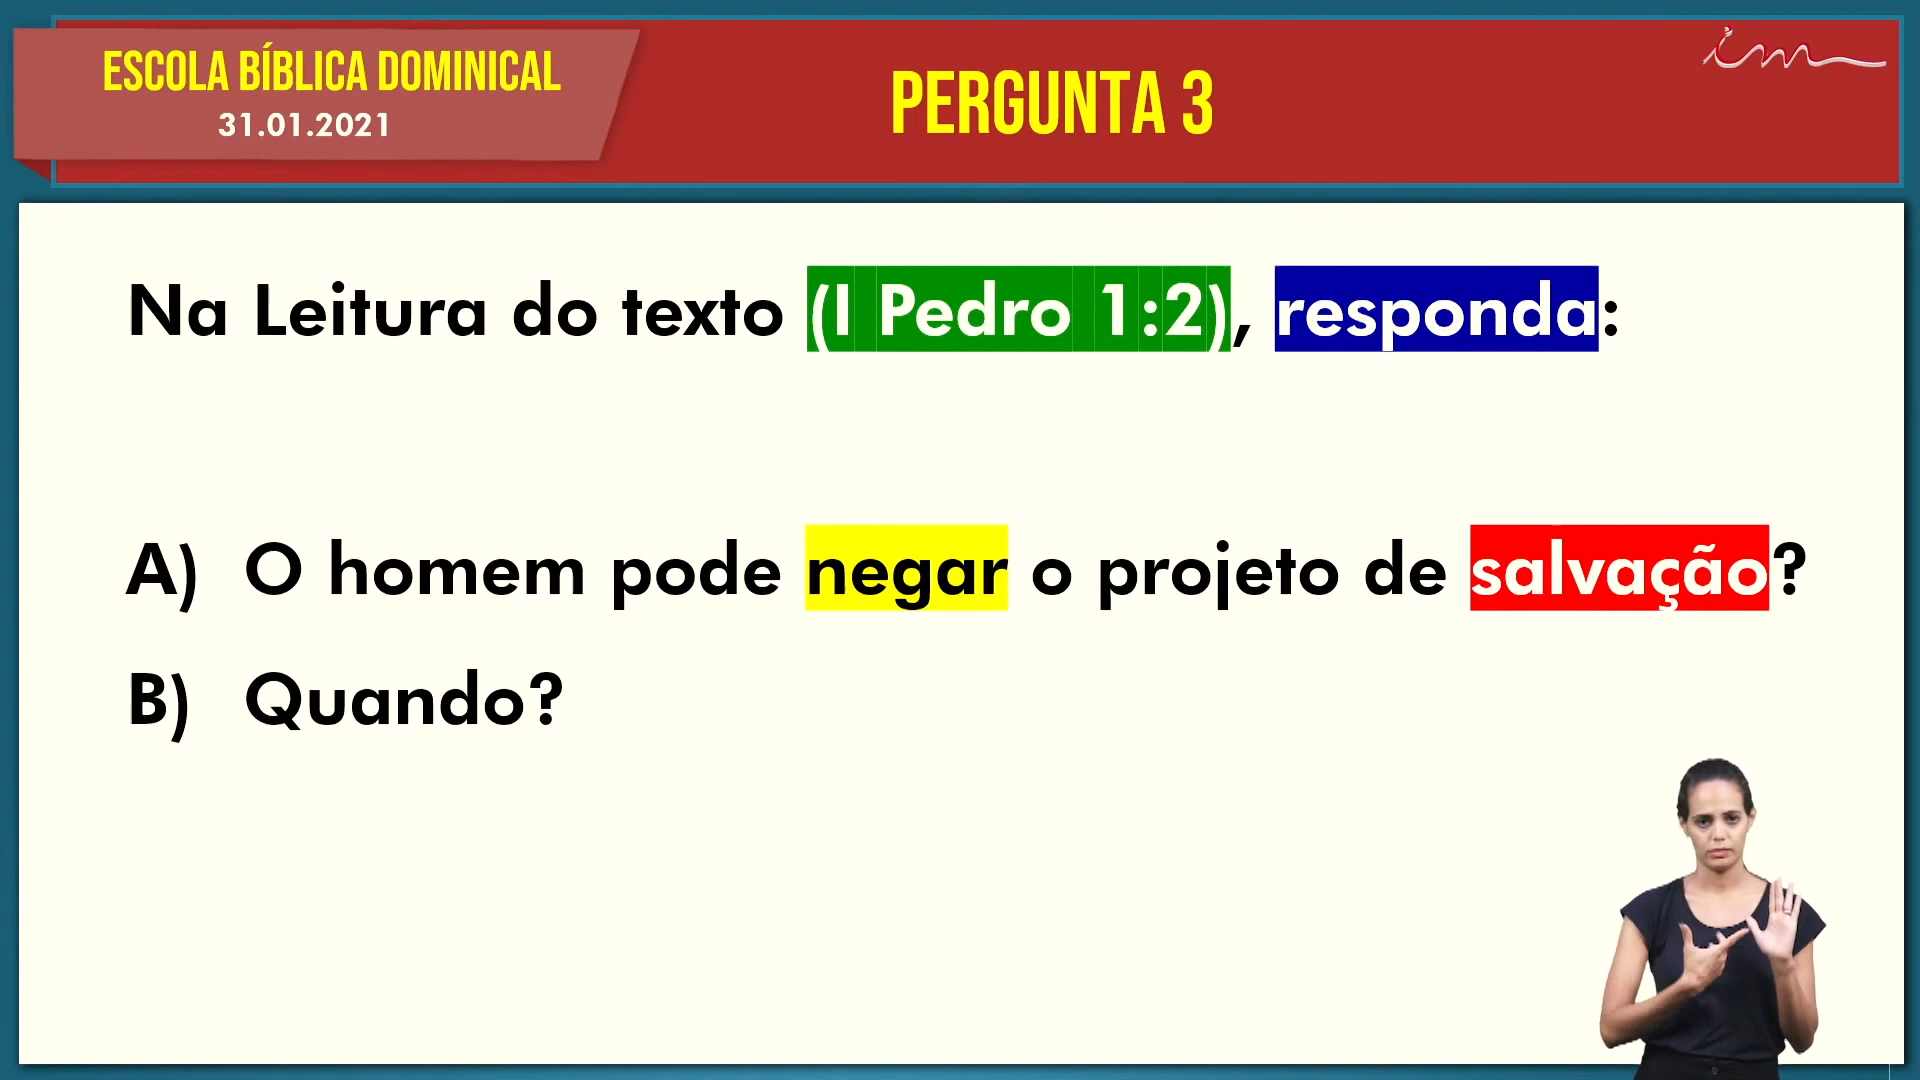 ESCOLA BÍBLICA DOMINICAL
31.01.2021
PERGUNTA 3
im
Na Leitura do texto (I Pedro 1:2), responda:
A) O homem pode negar o projeto de salvação?
B) Quando?